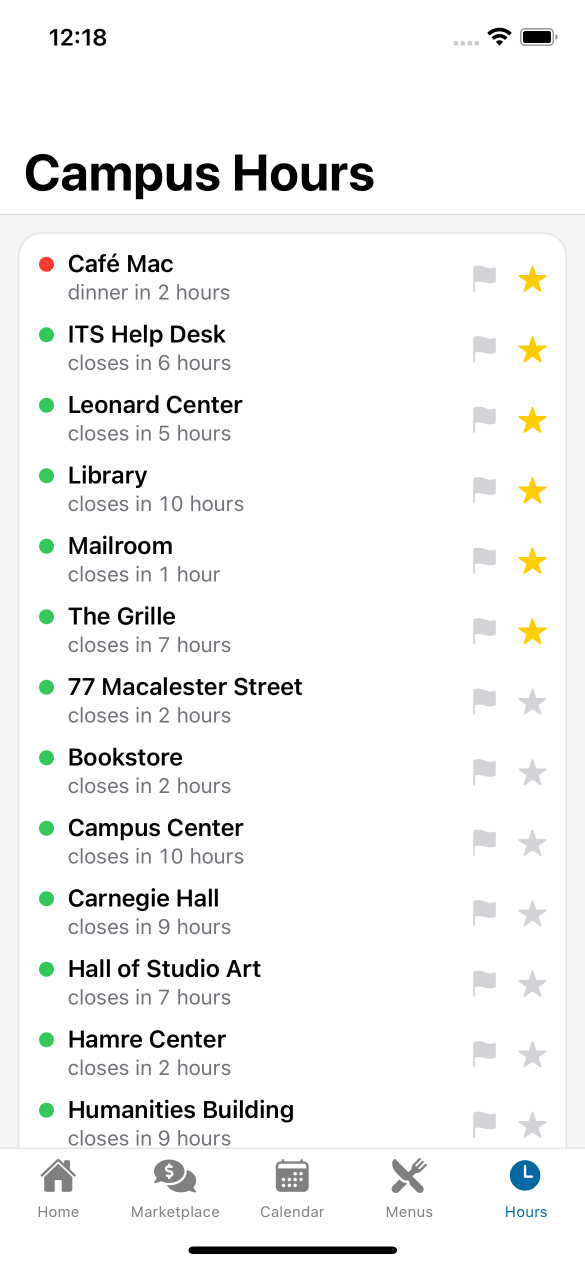 12:18
Campus Hours
Café Mac
dinner in 2 hours
ITS Help Desk
closes in 6 hours
Leonard Center
closes in 5 hours
Library
closes in 10 hours
Mailroom
closes in 1 hour
The Grille
closes in 7 hours
77 Macalester Street
closes in 2 hours
Bookstore
closes in 2 hours
Campus Center
closes in 10 hours
Carnegie Hall
closes in 9 hours
Hall of Studio Art
closes in 7 hours
Hamre Center
closes in 2 hours
Humanities Building
closes in 9 hours
$
Home Marketplace Calendar Menus Hours